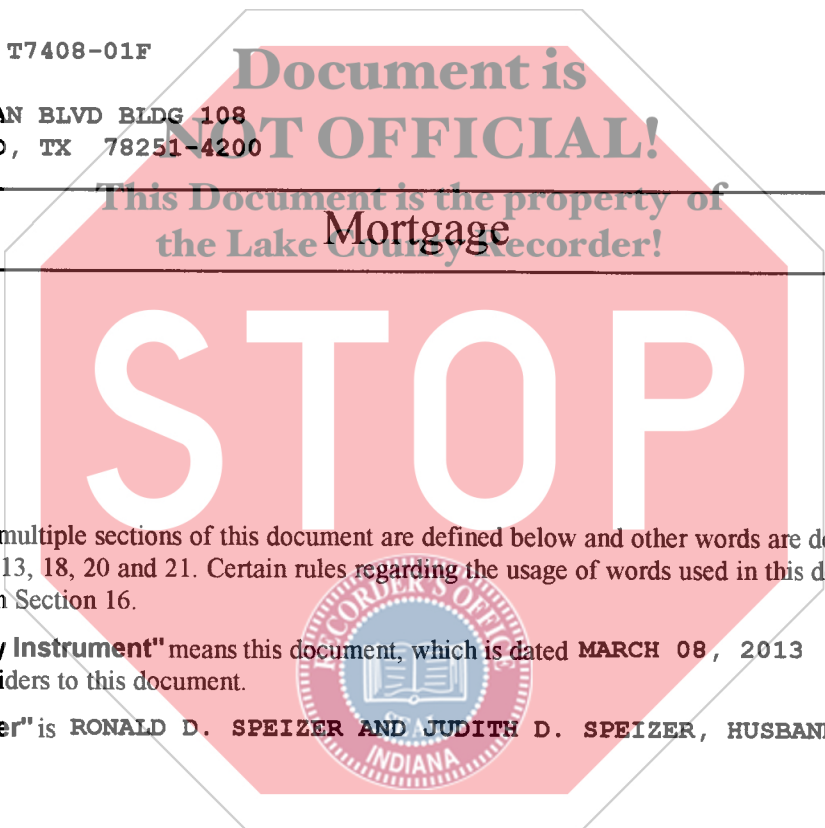 T7408-01F
Document is
BLVD BLDG 108
NOT OFFICIAL!
TX 78251-4200
This Document is the property of
Mortgage
the Lake County Recorder!
STOP
multiple sections of this document are defined below and other words are de
13, 18, 20 and 21. Certain rules regarding the usage of words used in this d
Section 16.
Instrument" means this document, which is dated MARCH 08, 2013
iders to this document.
er" is RONALD D. SPEIZER AND JUDITH D. SPEIZER, HUSBAN
RECORDER'S OFFICE
SEAL
INDIANA